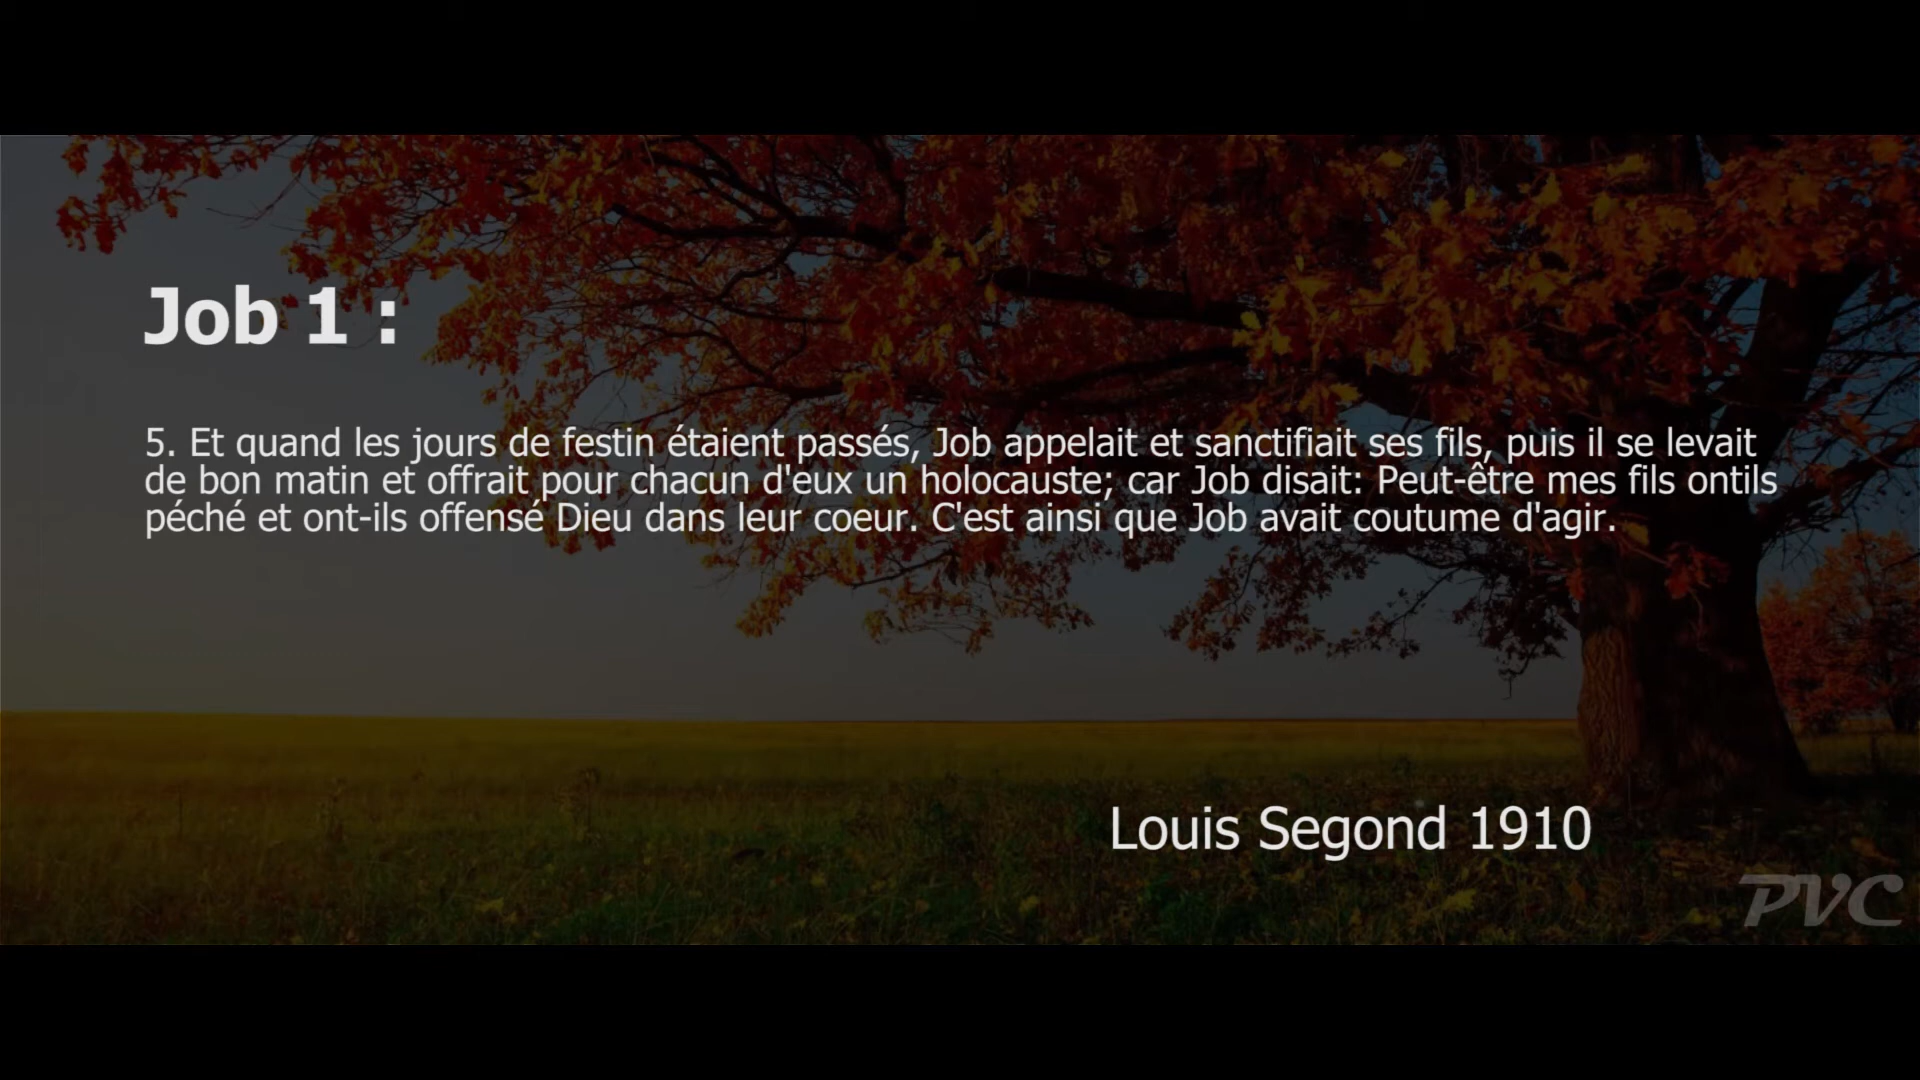 Job 1 :
5. Et quand les jours de festin étaient passés, Job appelait et sanctifiait ses fils, puis il se levait
de bon matin et offrait pour chacun d'eux un holocauste; car Job disait: Peut-être mes fils ontils
péché et ont-ils offensé Dieu dans leur coeur. C'est ainsi que Job avait coutume d'agir.
Louis Segond 1910
PVC